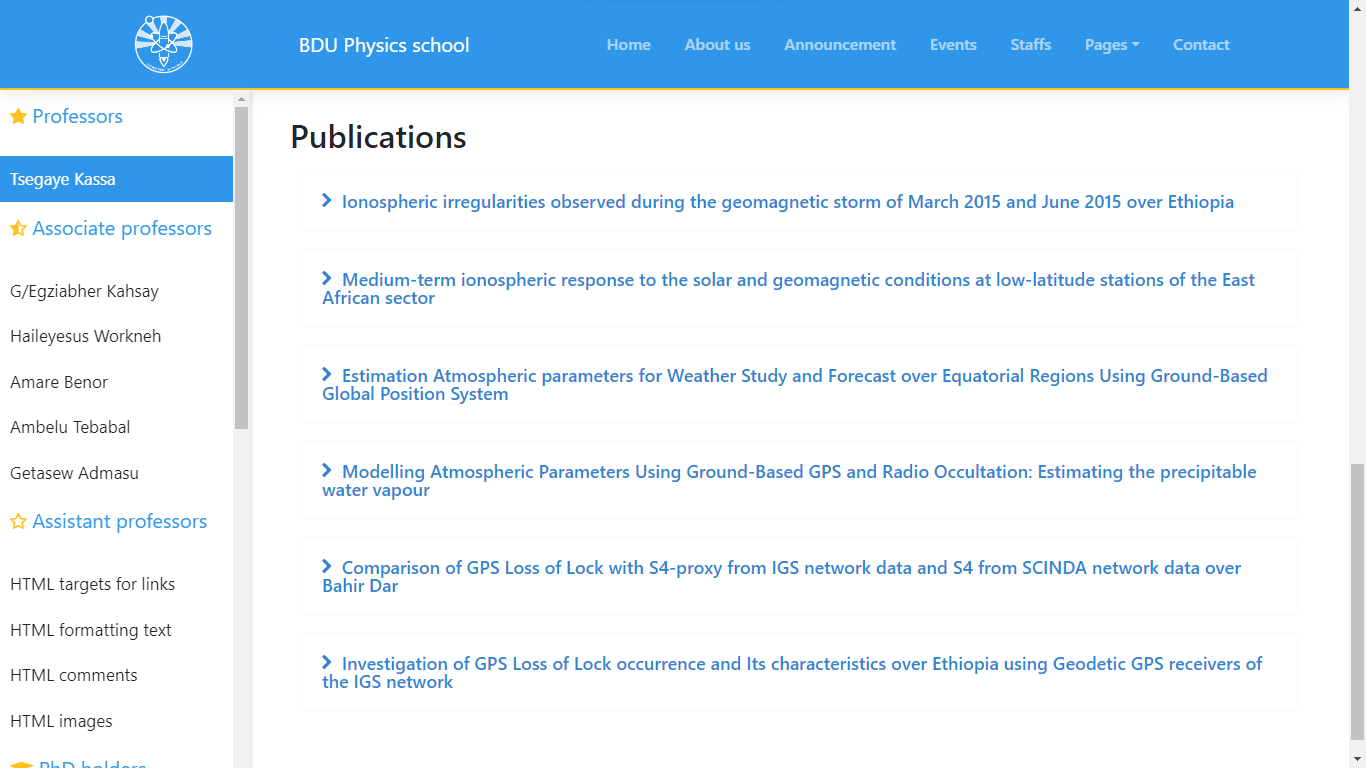 BDU Physics school
Home
About us
Announcement
Events
Staffs
Pages
Contact
Professors
Tsegaye Kassa
Associate professors
G/Egziabher Kahsay
Haileyesus Workneh
Amare Benor
Ambelu Tebabal
Getasew Admasu
Assistant professors
HTML targets for links
HTML formatting text
HTML comments
HTML images
PhD holders
Publications
Ionospheric irregularities observed during the geomagnetic storm of March 2015 and June 2015 over Ethiopia
Medium-term ionospheric response to the solar and geomagnetic conditions at low-latitude stations of the East
African sector
Estimation Atmospheric parameters for Weather Study and Forecast over Equatorial Regions Using Ground-Based
Global Position System
Modelling Atmospheric Parameters Using Ground-Based GPS and Radio Occultation: Estimating the precipitable
water vapour
Comparison of GPS Loss of Lock with S4-proxy from IGS network data and S4 from SCINDA network data over
Bahir Dar
Investigation of GPS Loss of Lock occurrence and Its characteristics over Ethiopia using Geodetic GPS receivers of
the IGS network